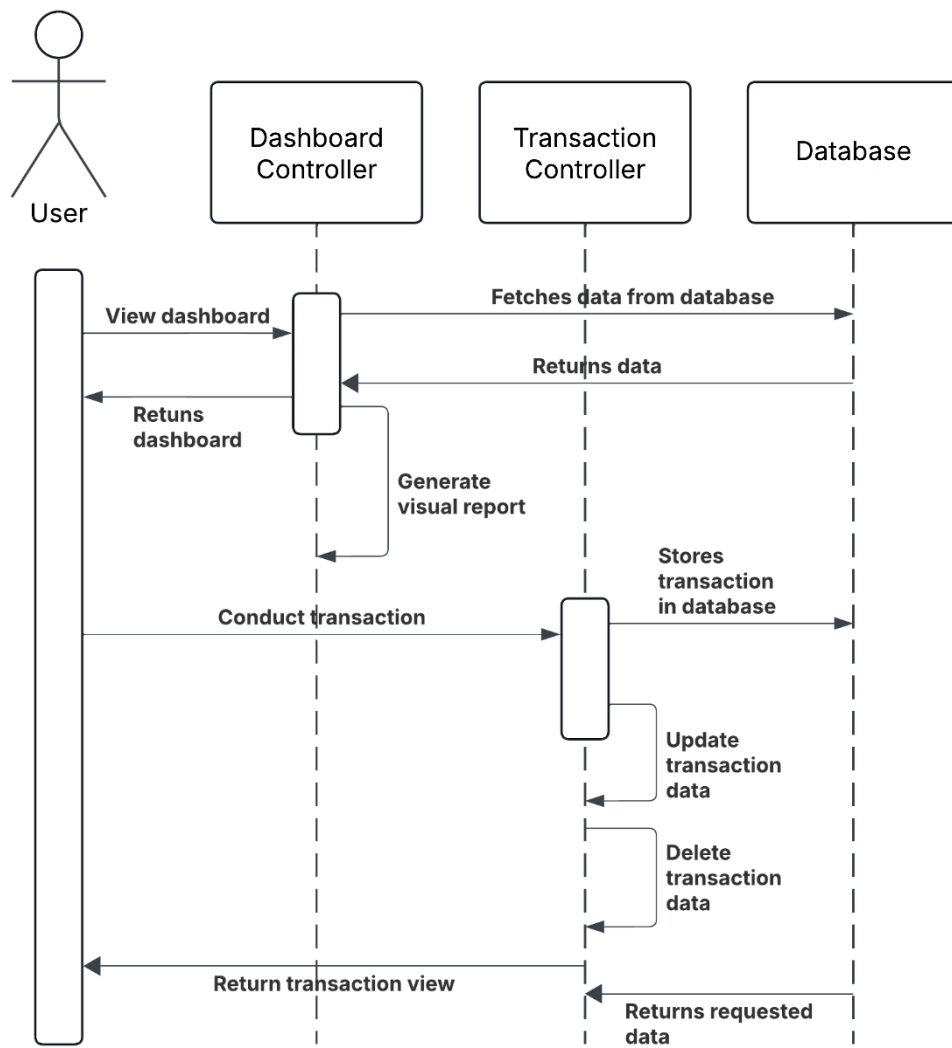 User
Dashboard
Controller
Transaction
Controller
Database
Fetches data from database
View dashboard
Returns data
Retuns
dashboard
Generate
visual report
Stores
transaction
in database
Conduct transaction
Update
transaction
data
Delete
transaction
data
Return transaction view
Returns requested
data